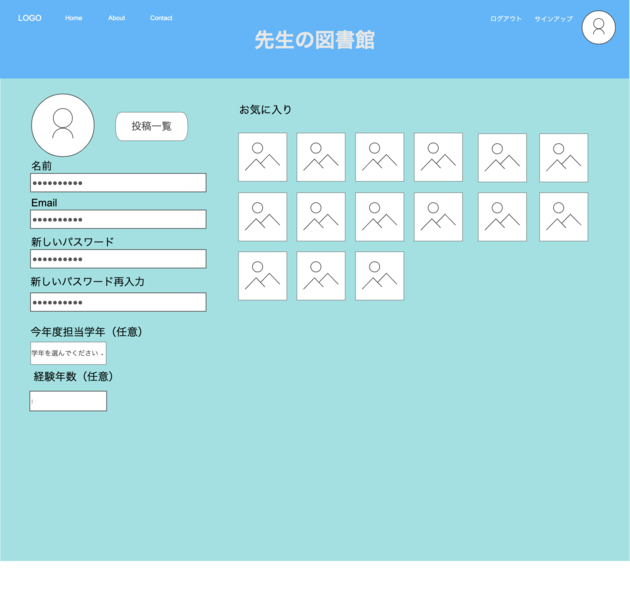 LOGO
Home
About
Contact
ログアウト
サインアップ
先生の図書館
投稿一覧
名前
●●●●●●●●●●
Email
●●●●●●●●●●
新しいパスワード
●●●●●●●●●●
新しいパスワード再入力
●●●●●●●●●●
今年度担当学年（任意）
学年を選んでください
経験年数（任意）
お気に入り